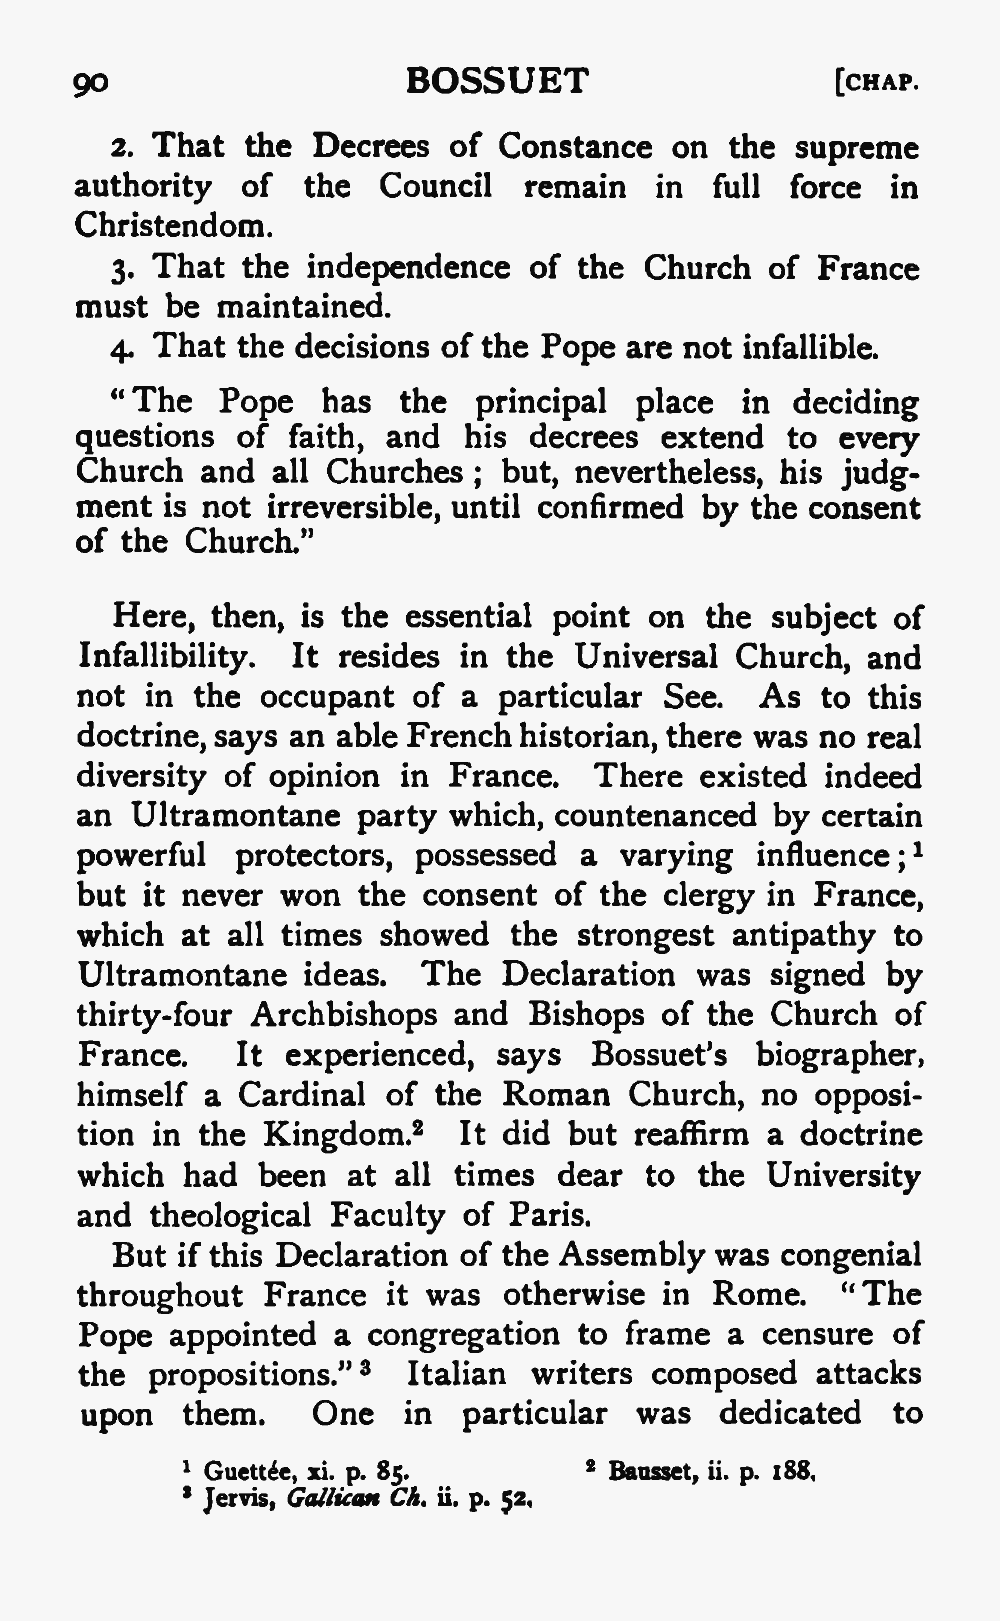 90 BOSSUET [CHAP.
2. That the Decrees of Constance on the supreme
authority of the Council remain in full force in
Christendom.
3. That the independence of the Church of France
must be maintained.
4. That the decisions of the Pope are not infallible.
“The Pope has the principal place in deciding
questions of faith, and his decrees extend to every
Church and all Churches; but, nevertheless, his judg-
ment is not irreversible, until confirmed by the consent
of the Church.”
Here, then, is the essential point on the subject of
Infallibility. It resides in the Universal Church, and
not in the occupant of a particular See. As to this
doctrine, says an able French historian, there was no real
diversity of opinion in France. There existed indeed
an Ultramontane party which, countenanced by certain
powerful protectors, possessed a varying influence;¹
but it never won the consent of the clergy in France,
which at all times showed the strongest antipathy to
Ultramontane ideas. The Declaration was signed by
thirty-four Archbishops and Bishops of the Church of
France. It experienced, says Bossuet's biographer,
himself a Cardinal of the Roman Church, no opposi-
tion in the Kingdom.² It did but reaffirm a doctrine
which had been at all times dear to the University
and theological Faculty of Paris.
But if this Declaration of the Assembly was congenial
throughout France it was otherwise in Rome. “The
Pope appointed a congregation to frame a censure of
the propositions.”³ Italian writers composed attacks
upon them. One in particular was dedicated to
¹ Guettée, xi. p. 85. ² Bausset, ii. p. 188.
³ Jervis, Gallican Ch. ii. p. 52.